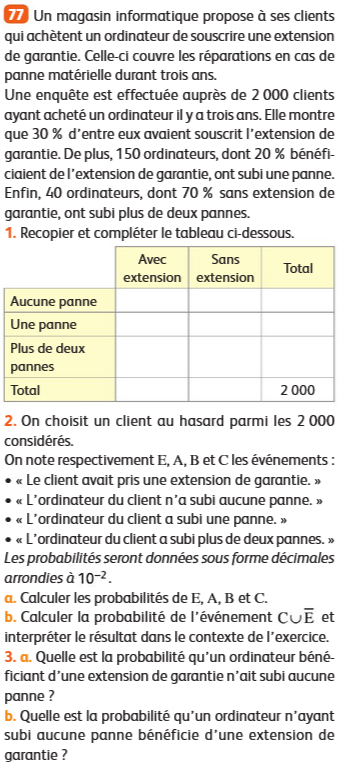 77 Un magasin informatique propose à ses clients
qui achètent un ordinateur de souscrire une extension
de garantie. Celle-ci couvre les réparations en cas de
panne matérielle durant trois ans.
Une enquête est effectuée auprès de 2 000 clients
ayant acheté un ordinateur il y a trois ans. Elle montre
que 30 % d'entre eux avaient souscrit l'extension de
garantie. De plus, 150 ordinateurs, dont 20 % bénéfi-
ciaient de l'extension de garantie, ont subi une panne.
Enfin, 40 ordinateurs, dont 70 % sans extension de
garantie, ont subi plus de deux pannes.
1. Recopier et compléter le tableau ci-dessous.
Avec extension Sans extension Total
Aucune panne
Une panne
Plus de deux pannes
Total 2 000
2. On choisit un client au hasard parmi les 2 000
considérés.
On note respectivement E, A, B et C les événements :
• « Le client avait pris une extension de garantie. »
• « L'ordinateur du client n'a subi aucune panne. »
• « L'ordinateur du client a subi une panne. »
• « L'ordinateur du client a subi plus de deux pannes. »
Les probabilités seront données sous forme décimales
arrondies à 10⁻².
a. Calculer les probabilités de E, A, B et C.
b. Calculer la probabilité de l'événement C∪E̅ et
interpréter le résultat dans le contexte de l'exercice.
3. a. Quelle est la probabilité qu'un ordinateur béné-
ficiant d'une extension de garantie n'ait subi aucune
panne ?
b. Quelle est la probabilité qu'un ordinateur n'ayant
subi aucune panne bénéficie d'une extension de
garantie ?